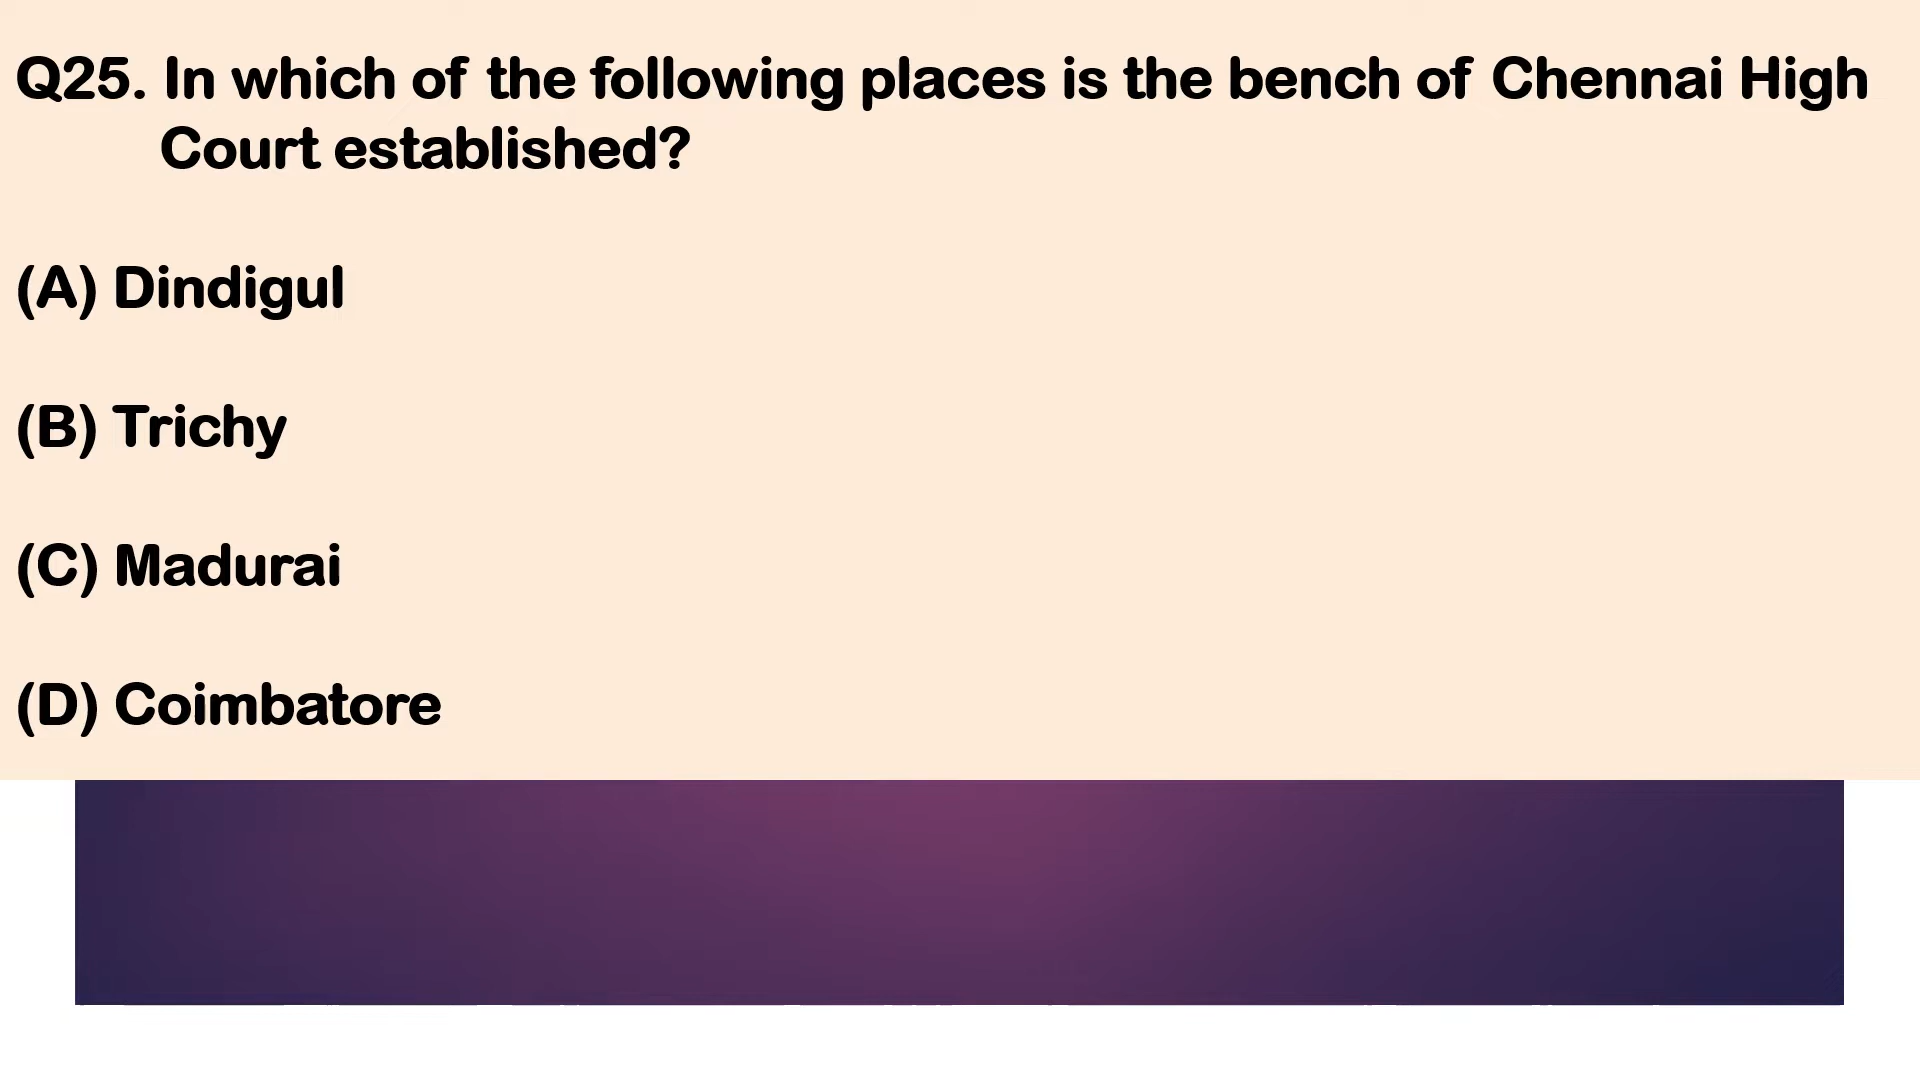 Q25. In which of the following places is the bench of Chennai High
Court established?
(A) Dindigul
(B) Trichy
(C) Madurai
(D) Coimbatore